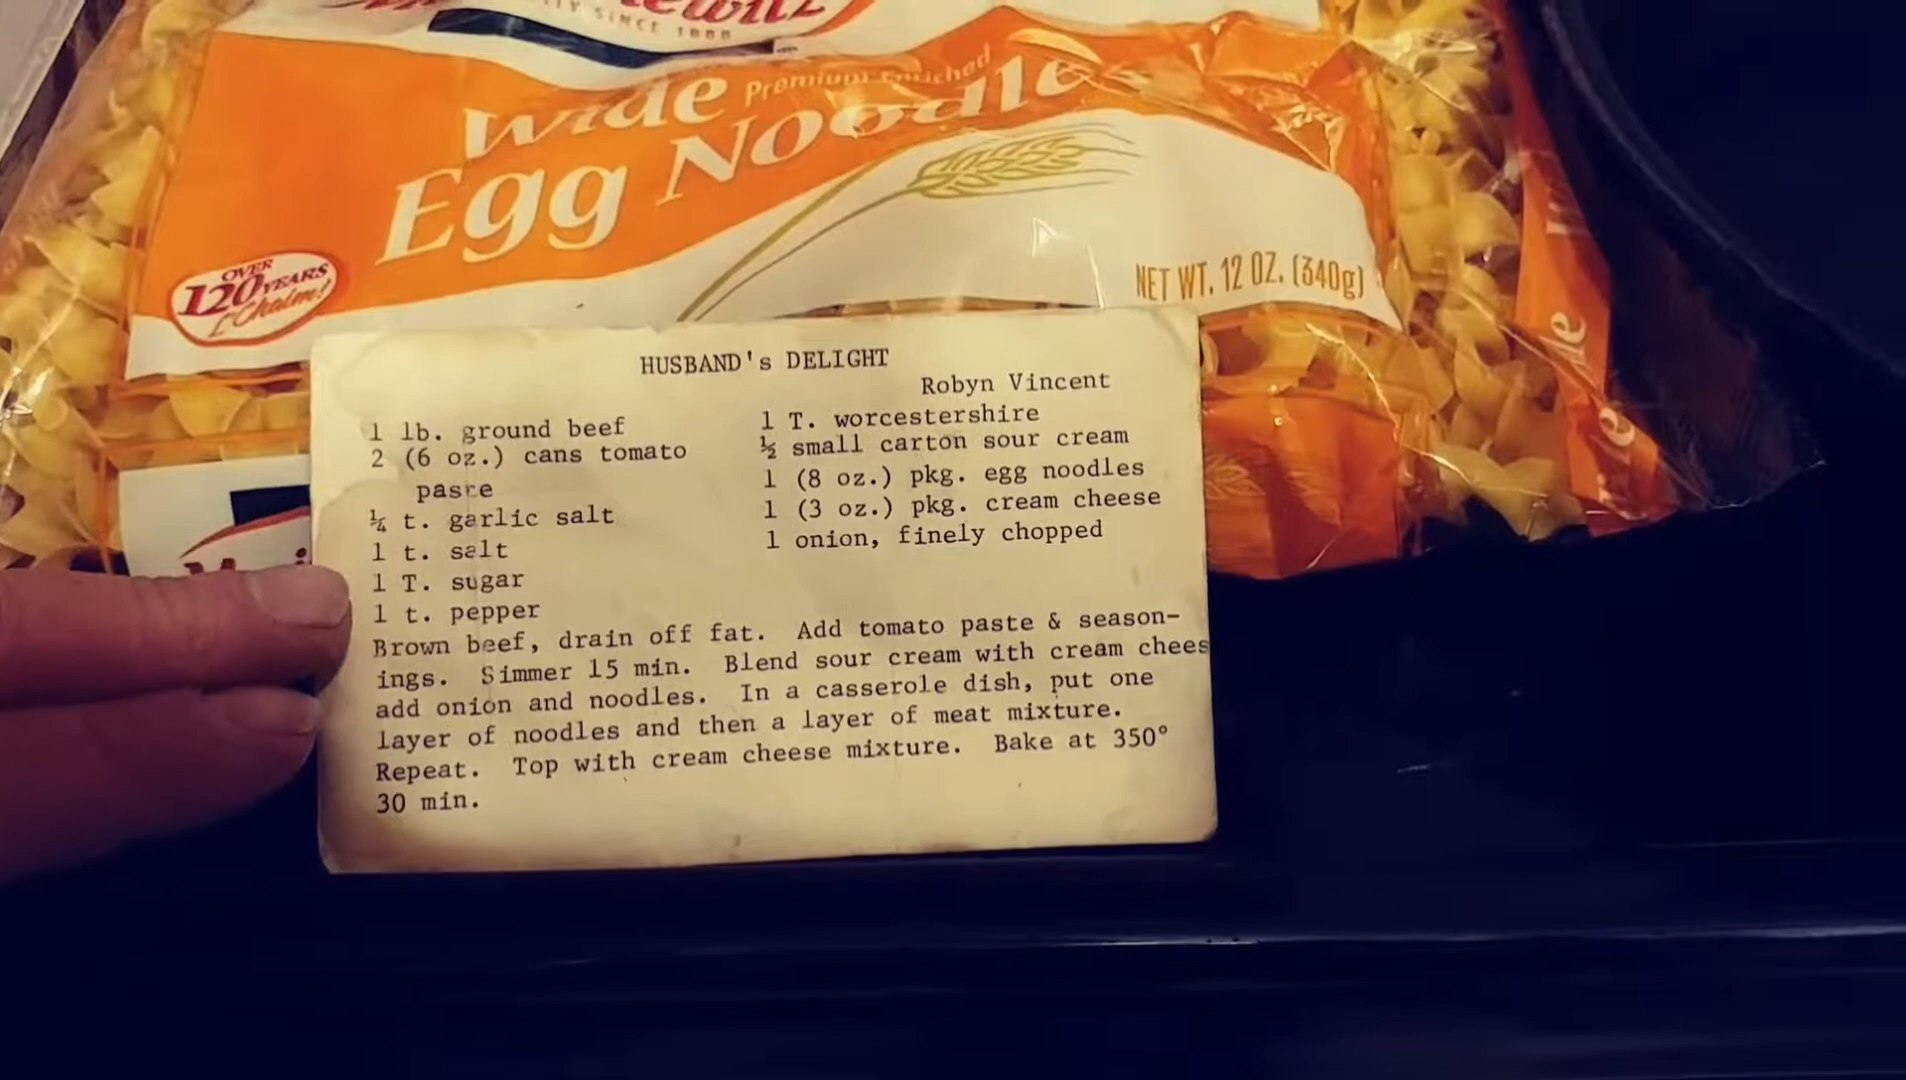 SINCE 1888
Wide Premium Enriched
Egg Noodles
OVER
120 YEARS
L'Chaim!
NET WT. 12 OZ. (340g)
HUSBAND's DELIGHT
Robyn Vincent
1 lb. ground beef
2 (6 oz.) cans tomato
paste
¼ t. garlic salt
1 t. salt
1 T. sugar
1 t. pepper
1 T. worcestershire
½ small carton sour cream
1 (8 oz.) pkg. egg noodles
1 (3 oz.) pkg. cream cheese
1 onion, finely chopped
Brown beef, drain off fat. Add tomato paste & season-
ings. Simmer 15 min. Blend sour cream with cream chees
add onion and noodles. In a casserole dish, put one
layer of noodles and then a layer of meat mixture.
Repeat. Top with cream cheese mixture. Bake at 350°
30 min.